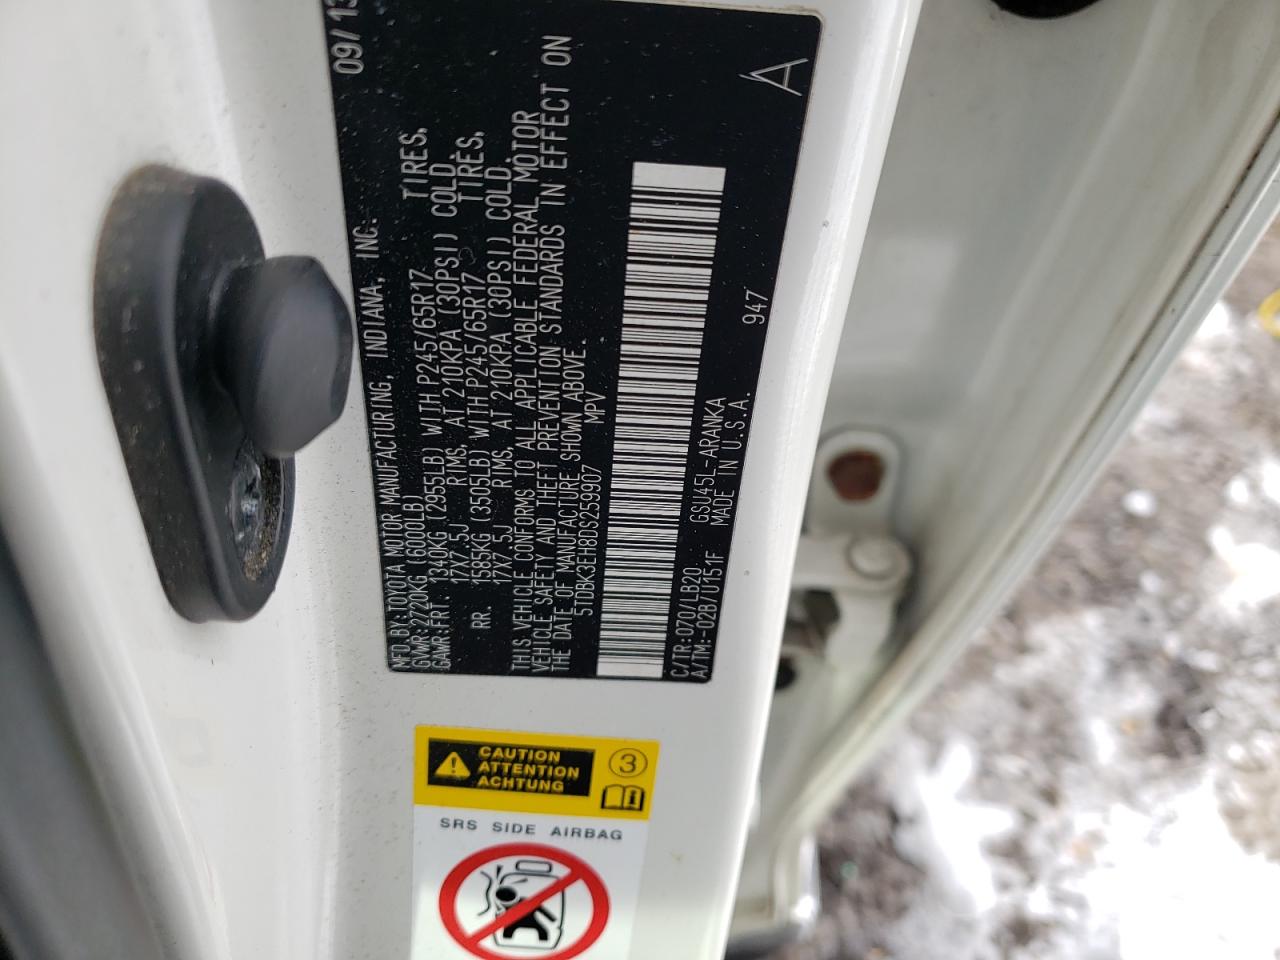 MFD. BY:TOYOTA MOTOR MANUFACTURING, INDIANA, INC. 09/13
GVWR:2720KG (6000LB)
GAWR:FRT. 1340KG (2955LB) WITH P245/65R17 TIRES,
17X7.5J RIMS, AT 210KPA (30PSI) COLD.
RR. 1585KG (3505LB) WITH P245/65R17 TIRES,
17X7.5J RIMS, AT 210KPA (30PSI) COLD.
THIS VEHICLE CONFORMS TO ALL APPLICABLE FEDERAL MOTOR
VEHICLE SAFETY AND THEFT PREVENTION STANDARDS IN EFFECT ON
THE DATE OF MANUFACTURE SHOWN ABOVE.
5TDBK3EH8DS259907 MPV
C/TR:070/LB20 GSU45L-ARANKA 947
A/TM:-02B/U151F MADE IN U.S.A.
A
CAUTION
ATTENTION
ACHTUNG
3
SRS SIDE AIRBAG